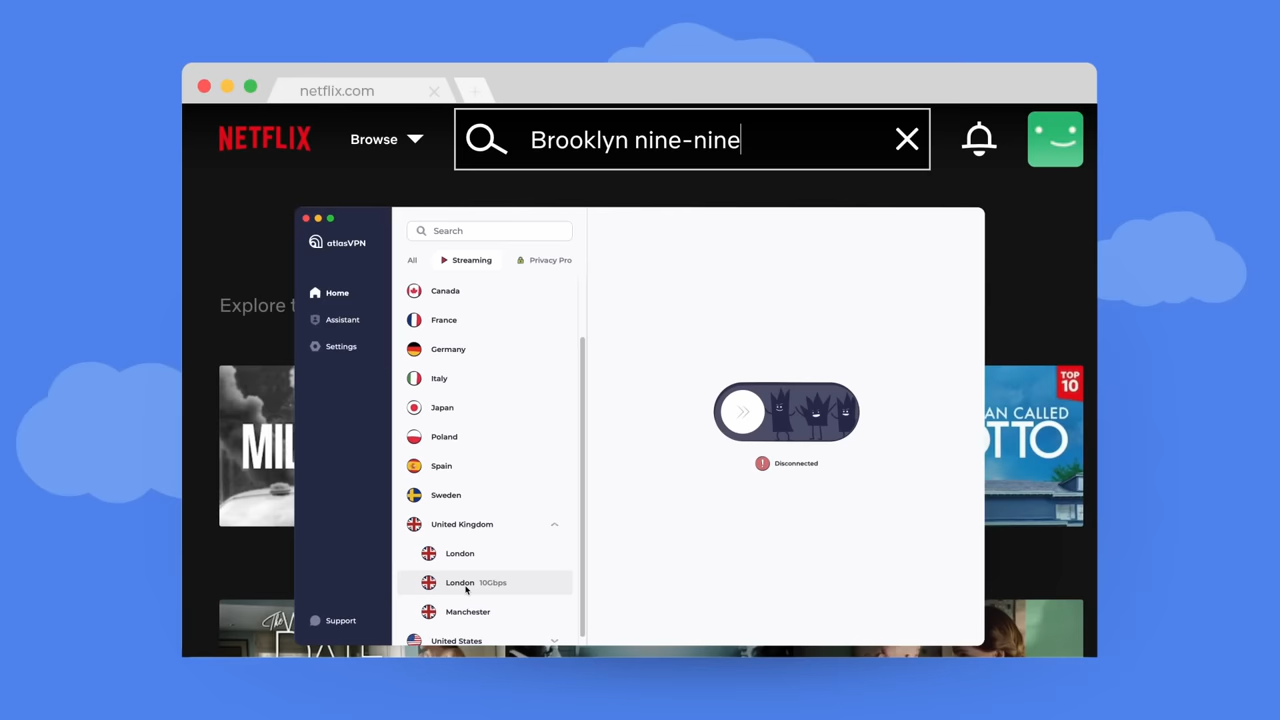 netflix.com
NETFLIX
Browse
Brooklyn nine-nine
atlasVPN
Home
Assistant
Settings
Support
Search
All
Streaming
Privacy Pro
Canada
France
Germany
Italy
Japan
Poland
Spain
Sweden
United Kingdom
London
London 10Gbps
Manchester
United States
Disconnected
Explore
MIL
TOP
10
AN CALLED
OTTO
The